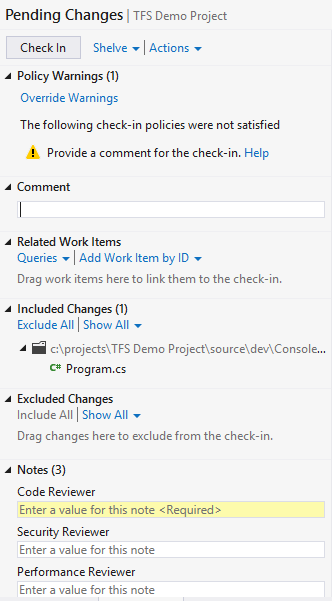 Pending Changes | TFS Demo Project
Check In Shelve Actions
Policy Warnings (1)
Override Warnings
The following check-in policies were not satisfied
Provide a comment for the check-in. Help
Comment
Related Work Items
Queries Add Work Item by ID
Drag work items here to link them to the check-in.
Included Changes (1)
Exclude All Show All
c:\projects\TFS Demo Project\source\dev\Console...
C# Program.cs
Excluded Changes
Include All Show All
Drag changes here to exclude from the check-in.
Notes (3)
Code Reviewer
Enter a value for this note <Required>
Security Reviewer
Enter a value for this note
Performance Reviewer
Enter a value for this note